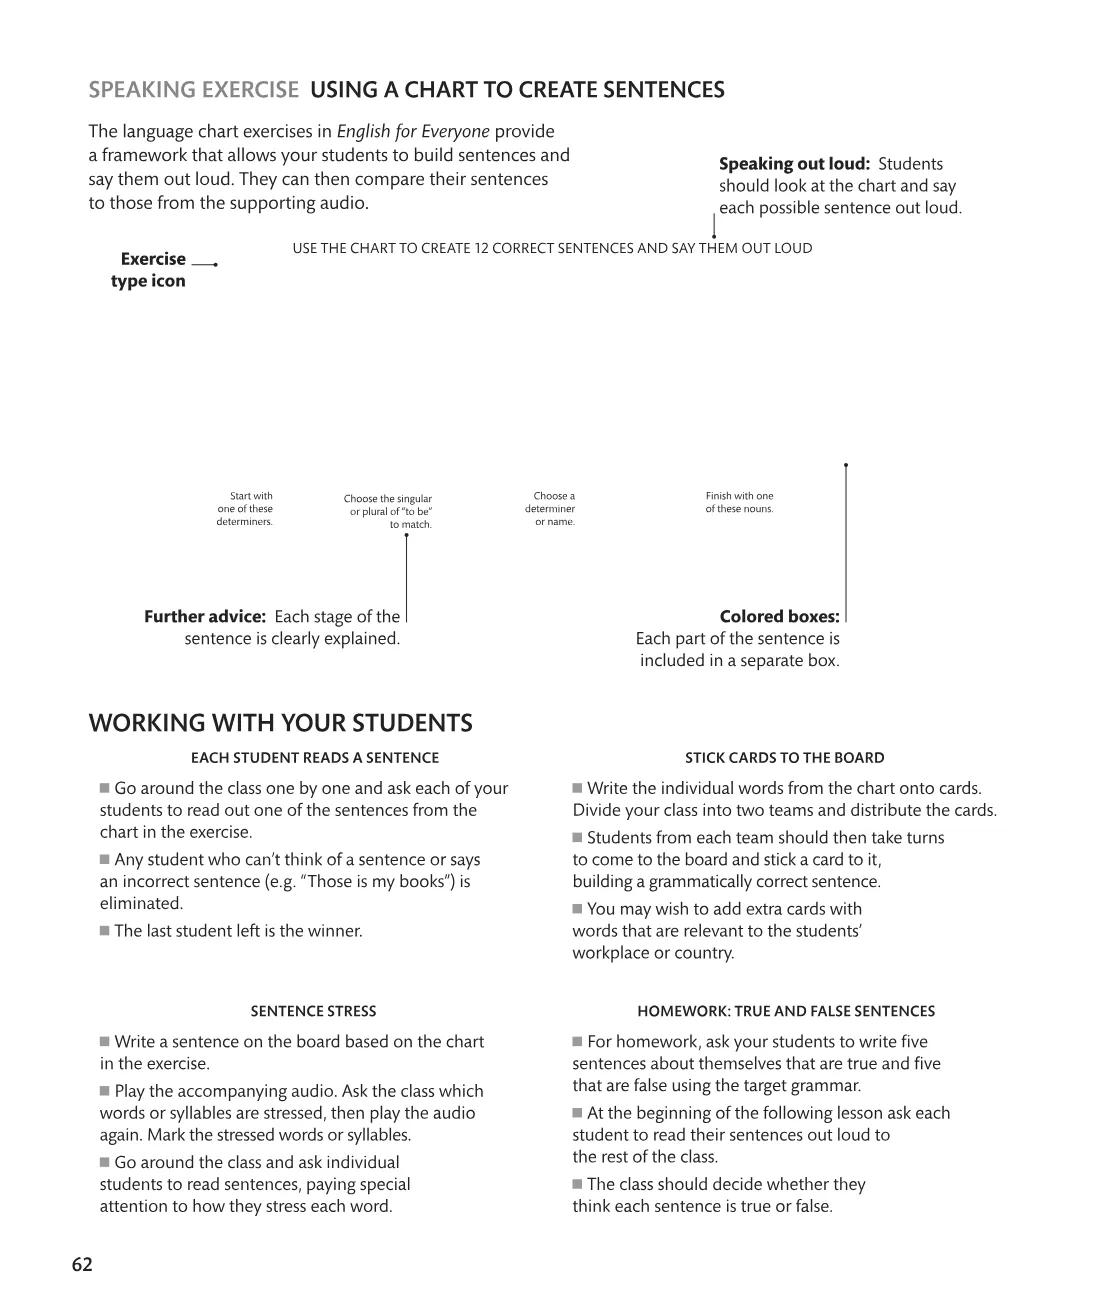 SPEAKING EXERCISE USING A CHART TO CREATE SENTENCES
The language chart exercises in English for Everyone provide
a framework that allows your students to build sentences and
say them out loud. They can then compare their sentences
to those from the supporting audio.
Speaking out loud: Students
should look at the chart and say
each possible sentence out loud.
USE THE CHART TO CREATE 12 CORRECT SENTENCES AND SAY THEM OUT LOUD
Exercise
type icon
Start with
one of these
determiners.
Choose the singular
or plural of “to be”
to match.
Choose a
determiner
or name.
Finish with one
of these nouns.
Further advice: Each stage of the
sentence is clearly explained.
Colored boxes:
Each part of the sentence is
included in a separate box.
WORKING WITH YOUR STUDENTS
EACH STUDENT READS A SENTENCE
■ Go around the class one by one and ask each of your
students to read out one of the sentences from the
chart in the exercise.
■ Any student who can’t think of a sentence or says
an incorrect sentence (e.g. “Those is my books”) is
eliminated.
■ The last student left is the winner.
STICK CARDS TO THE BOARD
■ Write the individual words from the chart onto cards.
Divide your class into two teams and distribute the cards.
■ Students from each team should then take turns
to come to the board and stick a card to it,
building a grammatically correct sentence.
■ You may wish to add extra cards with
words that are relevant to the students’
workplace or country.
SENTENCE STRESS
■ Write a sentence on the board based on the chart
in the exercise.
■ Play the accompanying audio. Ask the class which
words or syllables are stressed, then play the audio
again. Mark the stressed words or syllables.
■ Go around the class and ask individual
students to read sentences, paying special
attention to how they stress each word.
HOMEWORK: TRUE AND FALSE SENTENCES
■ For homework, ask your students to write five
sentences about themselves that are true and five
that are false using the target grammar.
■ At the beginning of the following lesson ask each
student to read their sentences out loud to
the rest of the class.
■ The class should decide whether they
think each sentence is true or false.
62